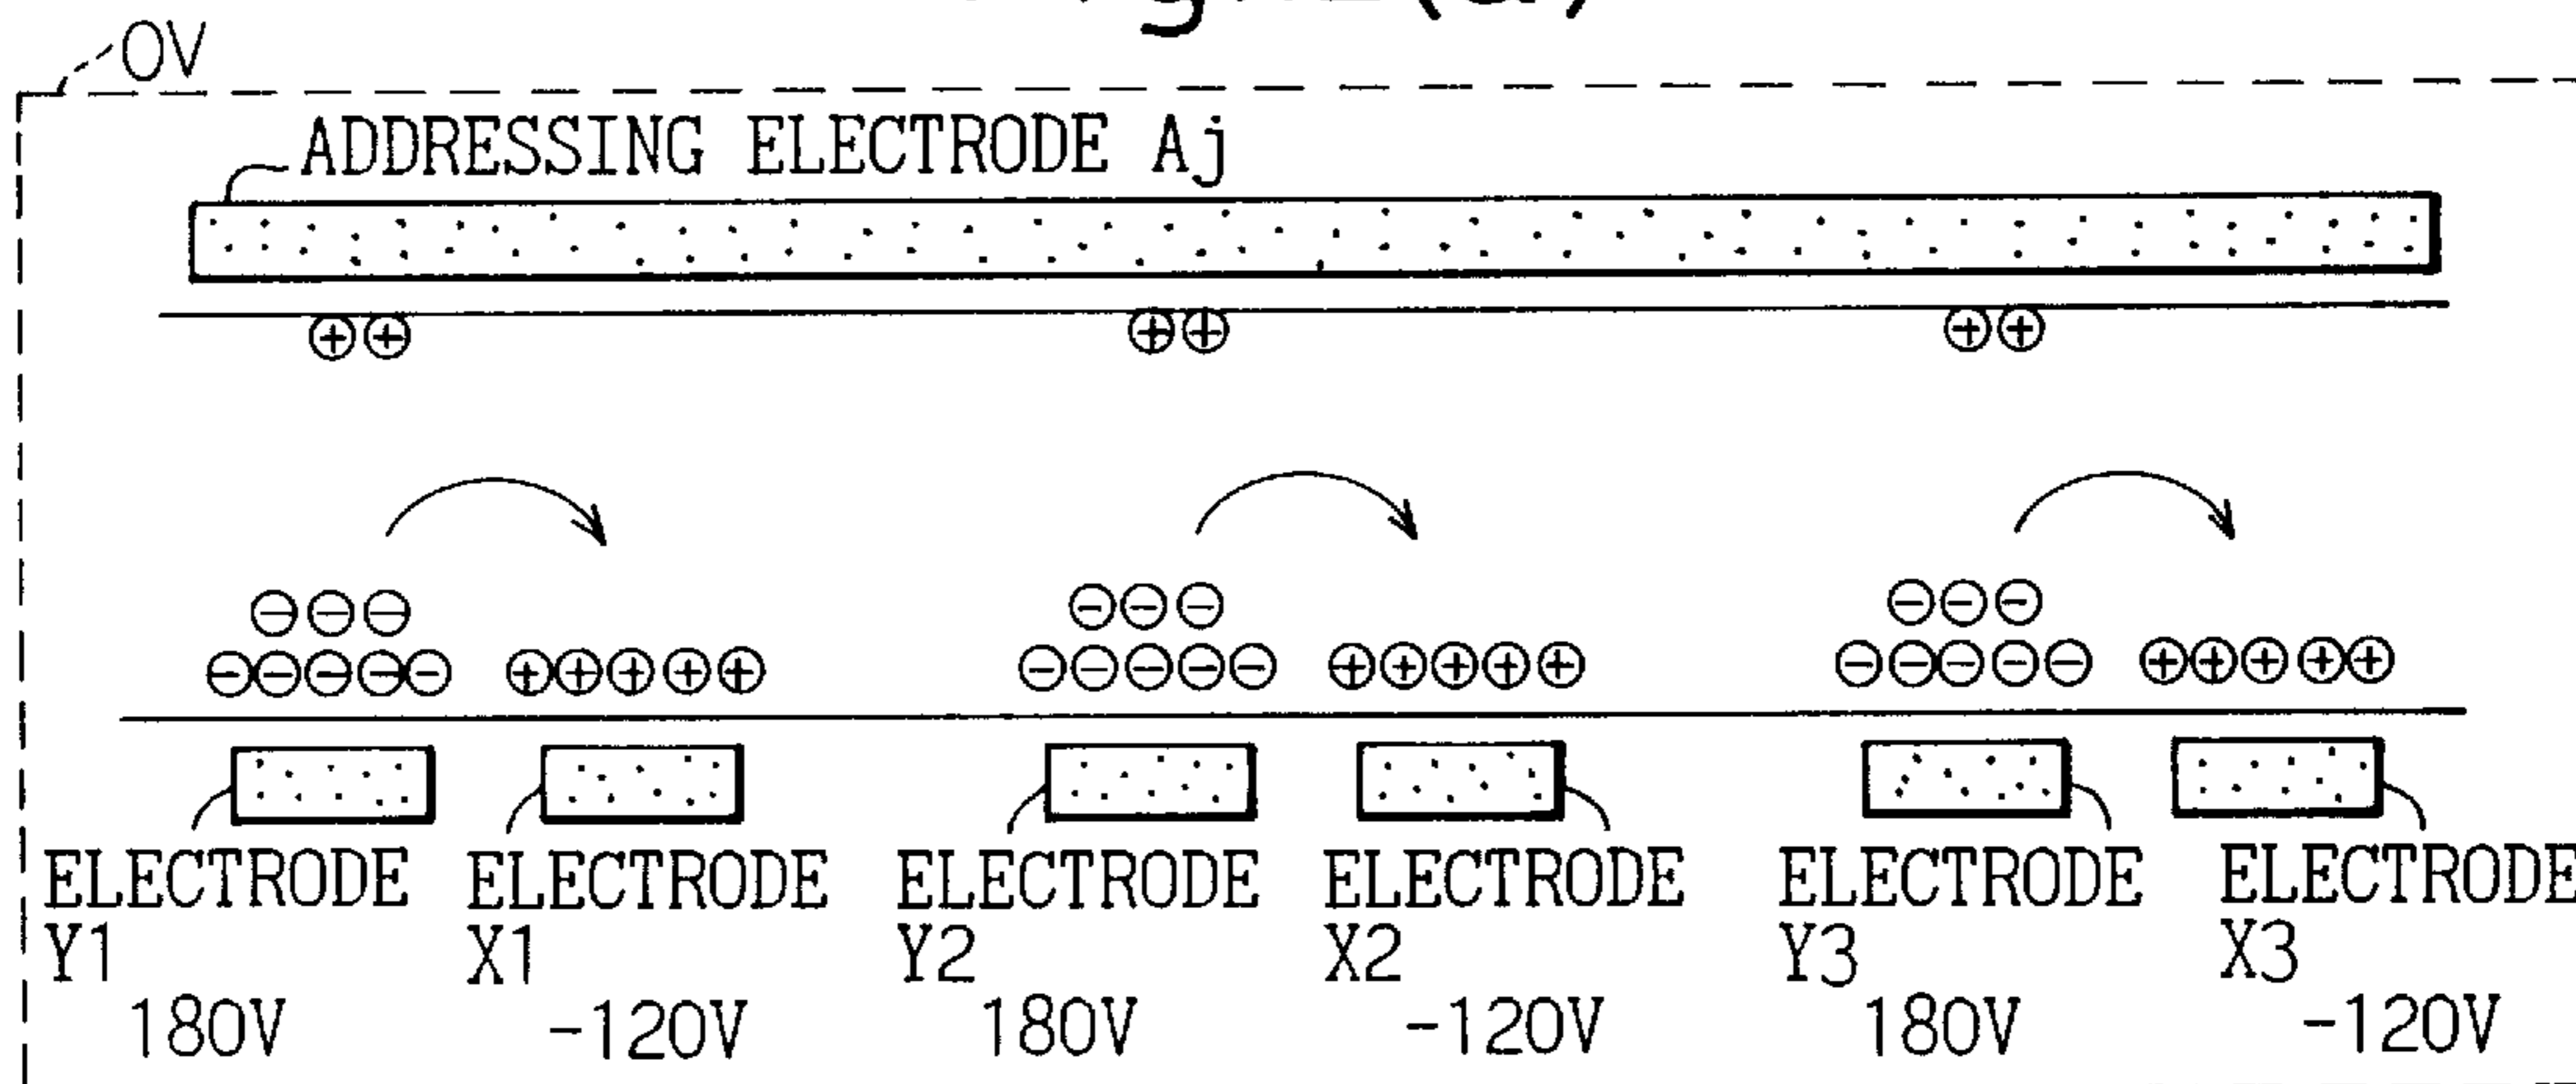 0V
ADDRESSING ELECTRODE Aj
ELECTRODE Y1
ELECTRODE X1
ELECTRODE Y2
ELECTRODE X2
ELECTRODE Y3
ELECTRODE X3
180V
-120V
180V
-120V
180V
-120V